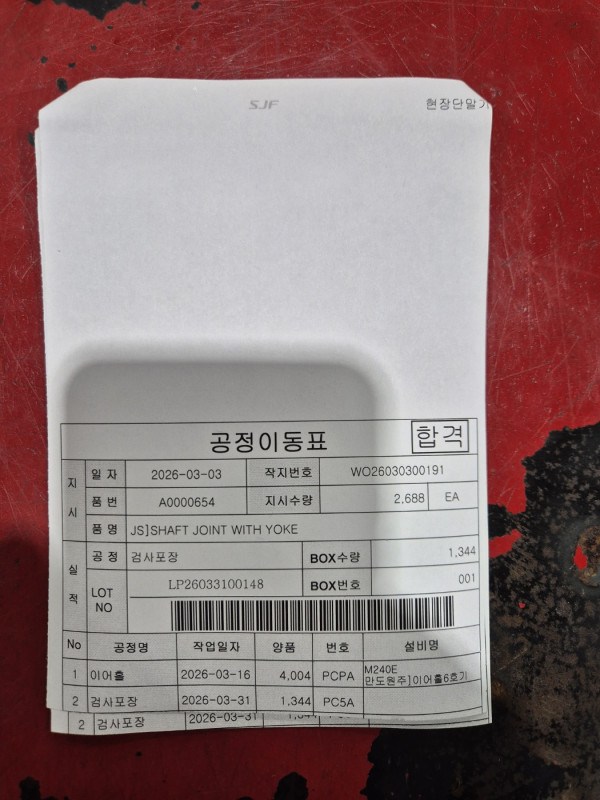 SJF 현장단말기
공정이동표 합격
지시 일 자 2026-03-03 작지번호 WO26030300191
품 번 A0000654 지시수량 2.688 EA
품 명 JS]SHAFT JOINT WITH YOKE
실적 공 정 검사포장 BOX수량 1,344
LOT NO LP26033100148 BOX번호 001
No 공정명 작업일자 양품 번호 설비명
1 이어홀 2026-03-16 4,004 PCPA M240E
만도원주]이어홀6호기
2 검사포장 2026-03-31 1,344 PC5A
2 검사포장 2026-03-31 1,344